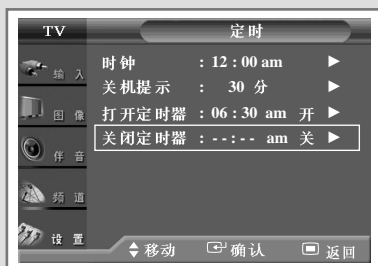 TV
定时
时钟 : 12 : 00 am ▶
输入
关机提示 : 30 分 ▶
图像
打开定时器 : 06 : 30 am 开 ▶
关闭定时器 : - - : - - am 关 ▶
伴音
频道
设置
移动 确认 返回